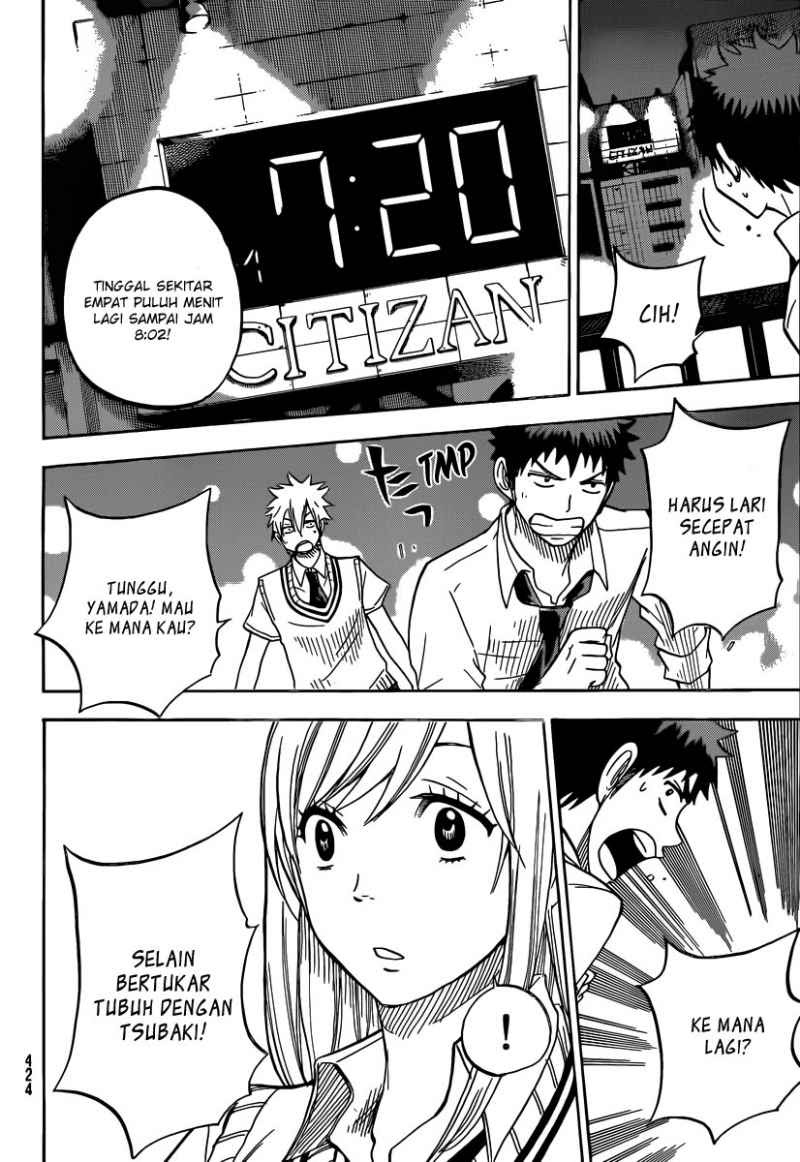 CITIZAN
CIH!
7:20
TINGGAL SEKITAR
EMPAT PULUH MENIT
LAGI SAMPAI JAM
8:02!
CITIZAN
HARUS LARI
SECEPAT
ANGIN!
TMP
TUNGGU,
YAMADA! MAU
KE MANA KAU?
KE MANA
LAGI?
!
SELAIN
BERTUKAR
TUBUH DENGAN
TSUBAKI!
424